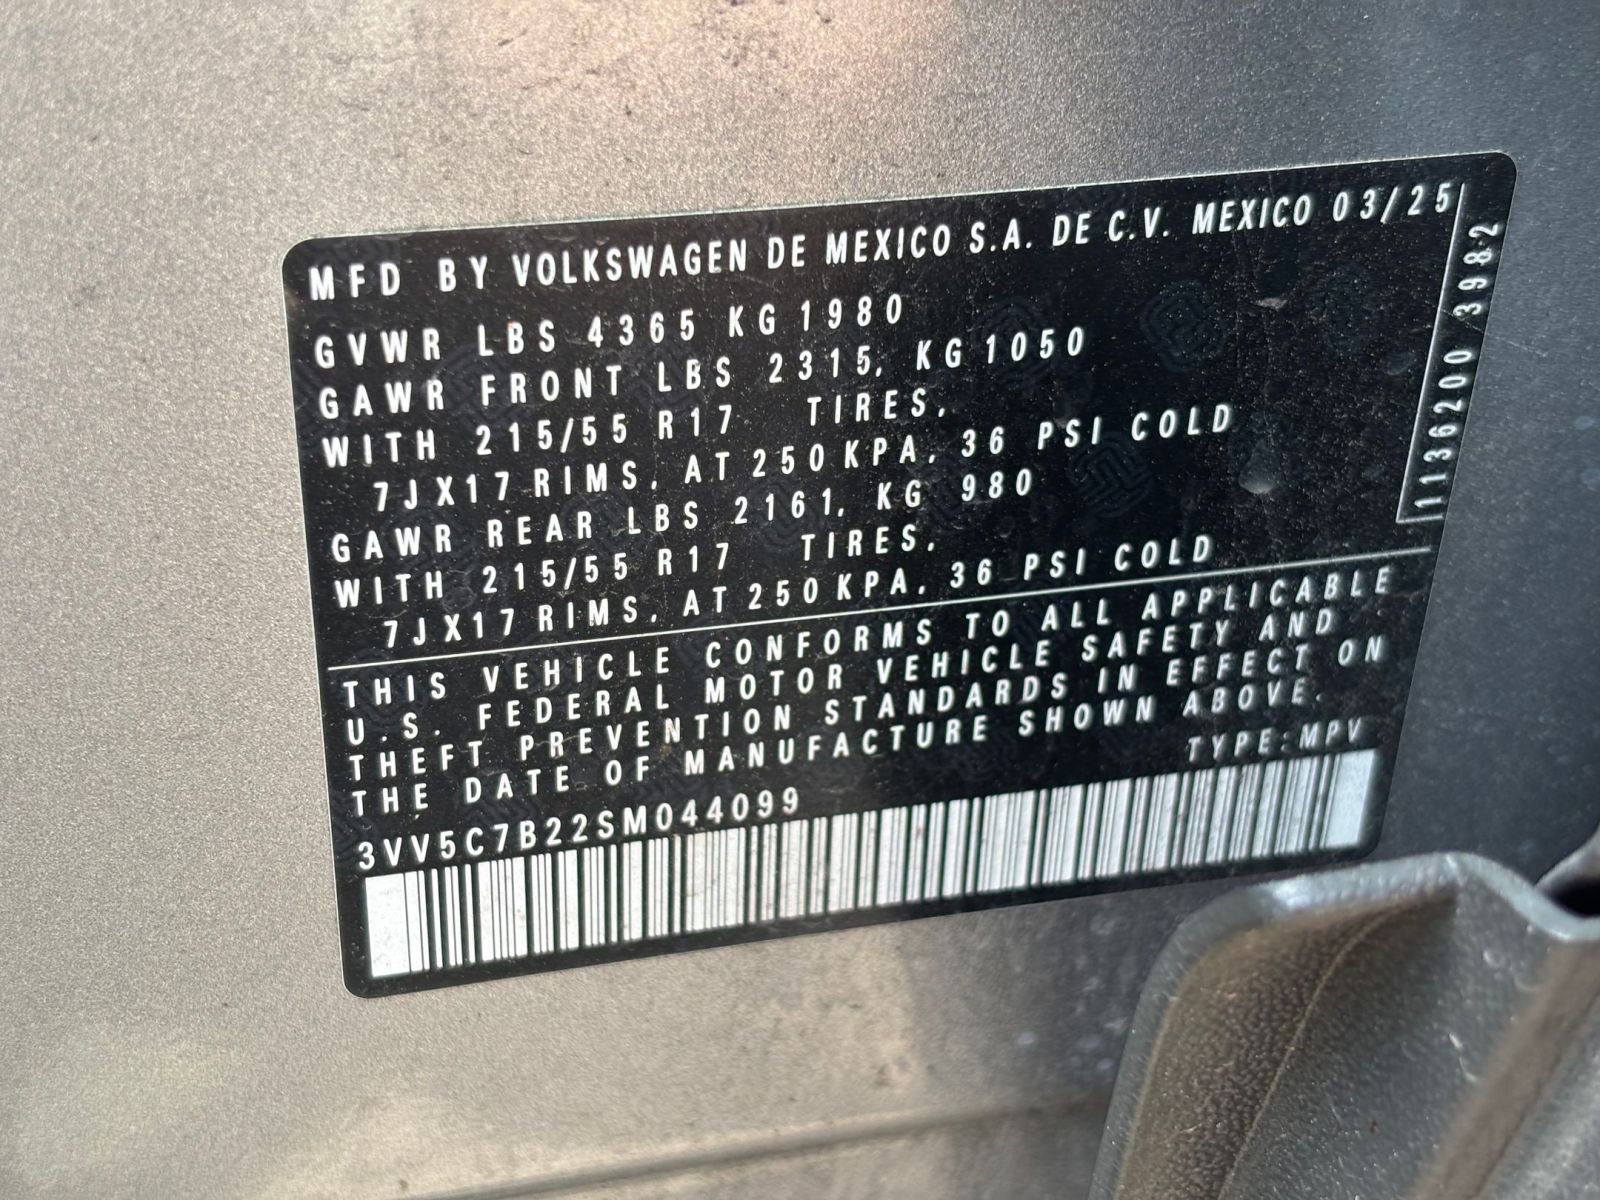 MFD BY VOLKSWAGEN DE MEXICO S.A. DE C.V. MEXICO 03/25
GVWR LBS 4365 KG 1980
GAWR FRONT LBS 2315, KG 1050
WITH 215/55 R17 TIRES,
7JX17 RIMS, AT 250 KPA, 36 PSI COLD
GAWR REAR LBS 2161, KG 980
WITH 215/55 R17 TIRES,
7JX17 RIMS, AT 250 KPA, 36 PSI COLD
1136200 3982
THIS VEHICLE CONFORMS TO ALL APPLICABLE
U.S. FEDERAL MOTOR VEHICLE SAFETY AND
THEFT PREVENTION STANDARDS IN EFFECT ON
THE DATE OF MANUFACTURE SHOWN ABOVE.
TYPE: MPV
3VV5C7B22SM044099